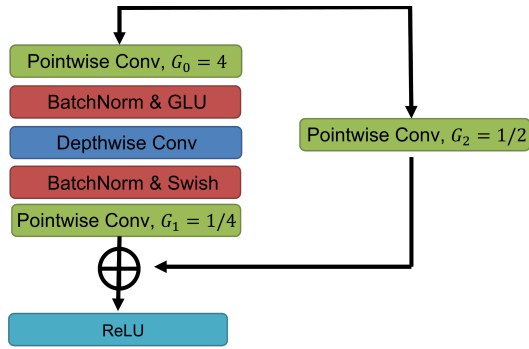 Pointwise Conv, G₀ = 4
BatchNorm & GLU
Depthwise Conv
BatchNorm & Swish
Pointwise Conv, G₁ = 1/4
Pointwise Conv, G₂ = 1/2
ReLU